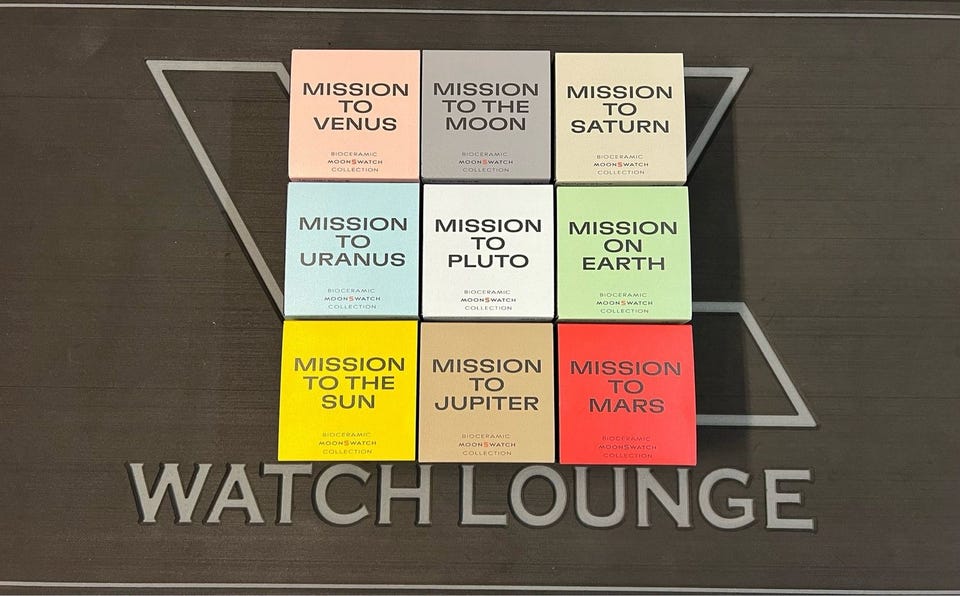 MISSION
TO
VENUS
BIOCERAMIC
MOONSWATCH
COLLECTION
MISSION
TO THE
MOON
BIOCERAMIC
MOONSWATCH
COLLECTION
MISSION
TO
SATURN
BIOCERAMIC
MOONSWATCH
COLLECTION
MISSION
TO
URANUS
BIOCERAMIC
MOONSWATCH
COLLECTION
MISSION
TO
PLUTO
BIOCERAMIC
MOONSWATCH
COLLECTION
MISSION
ON
EARTH
BIOCERAMIC
MOONSWATCH
COLLECTION
MISSION
TO THE
SUN
BIOCERAMIC
MOONSWATCH
COLLECTION
MISSION
TO
JUPITER
BIOCERAMIC
MOONSWATCH
COLLECTION
MISSION
TO
MARS
BIOCERAMIC
MOONSWATCH
COLLECTION
WATCH LOUNGE